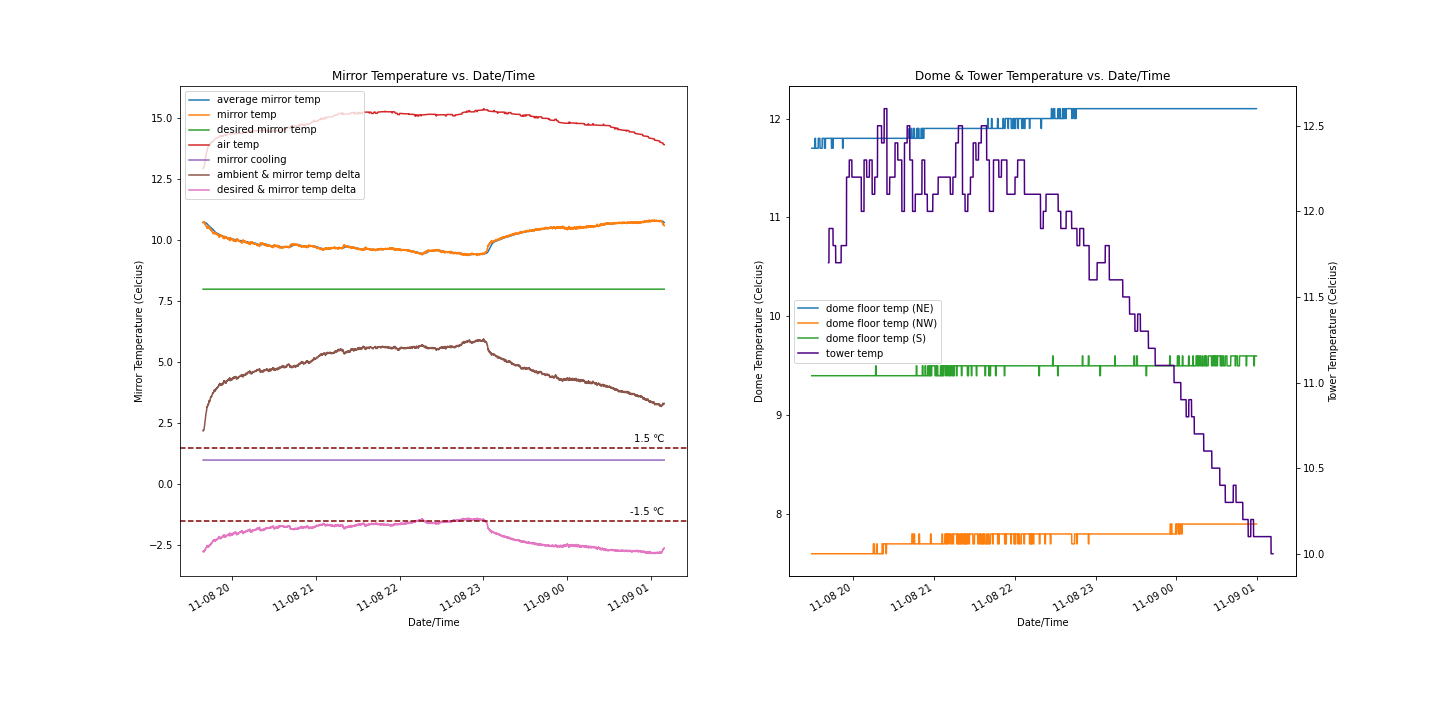 Mirror Temperature vs. Date/Time
average mirror temp
mirror temp
desired mirror temp
air temp
mirror cooling
ambient & mirror temp delta
desired & mirror temp delta
15.0
12.5
10.0
7.5
5.0
2.5
0.0
−2.5
Mirror Temperature (Celcius)
1.5 °C
-1.5 °C
11-08 20
11-08 21
11-08 22
11-08 23
11-09 00
11-09 01
Date/Time
Dome & Tower Temperature vs. Date/Time
12
11
10
9
8
Dome Temperature (Celcius)
dome floor temp (NE)
dome floor temp (NW)
dome floor temp (S)
tower temp
12.5
12.0
11.5
11.0
10.5
10.0
Tower Temperature (Celcius)
11-08 20
11-08 21
11-08 22
11-08 23
11-09 00
11-09 01
Date/Time